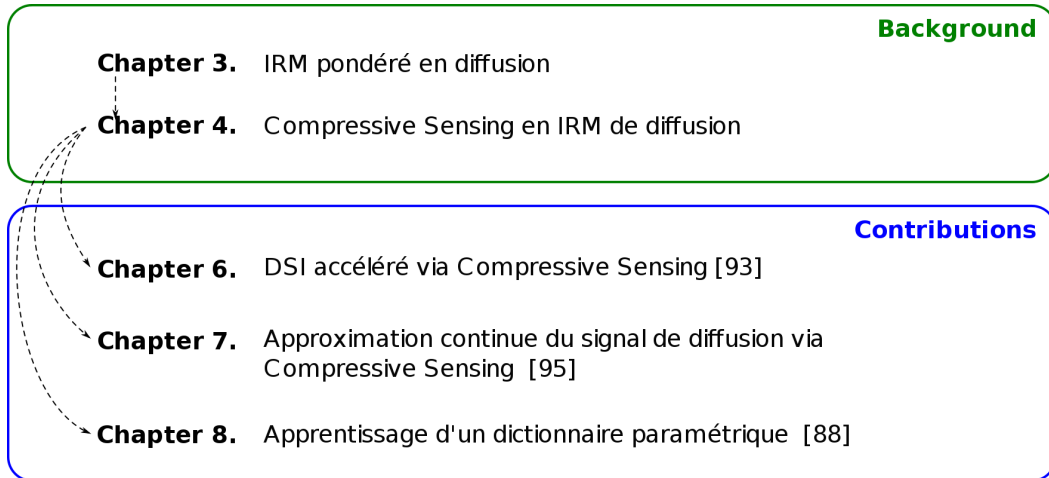 Background
Chapter 3. IRM pondéré en diffusion
Chapter 4. Compressive Sensing en IRM de diffusion
Contributions
Chapter 6. DSI accéléré via Compressive Sensing [93]
Chapter 7. Approximation continue du signal de diffusion via
Compressive Sensing [95]
Chapter 8. Apprentissage d'un dictionnaire paramétrique [88]